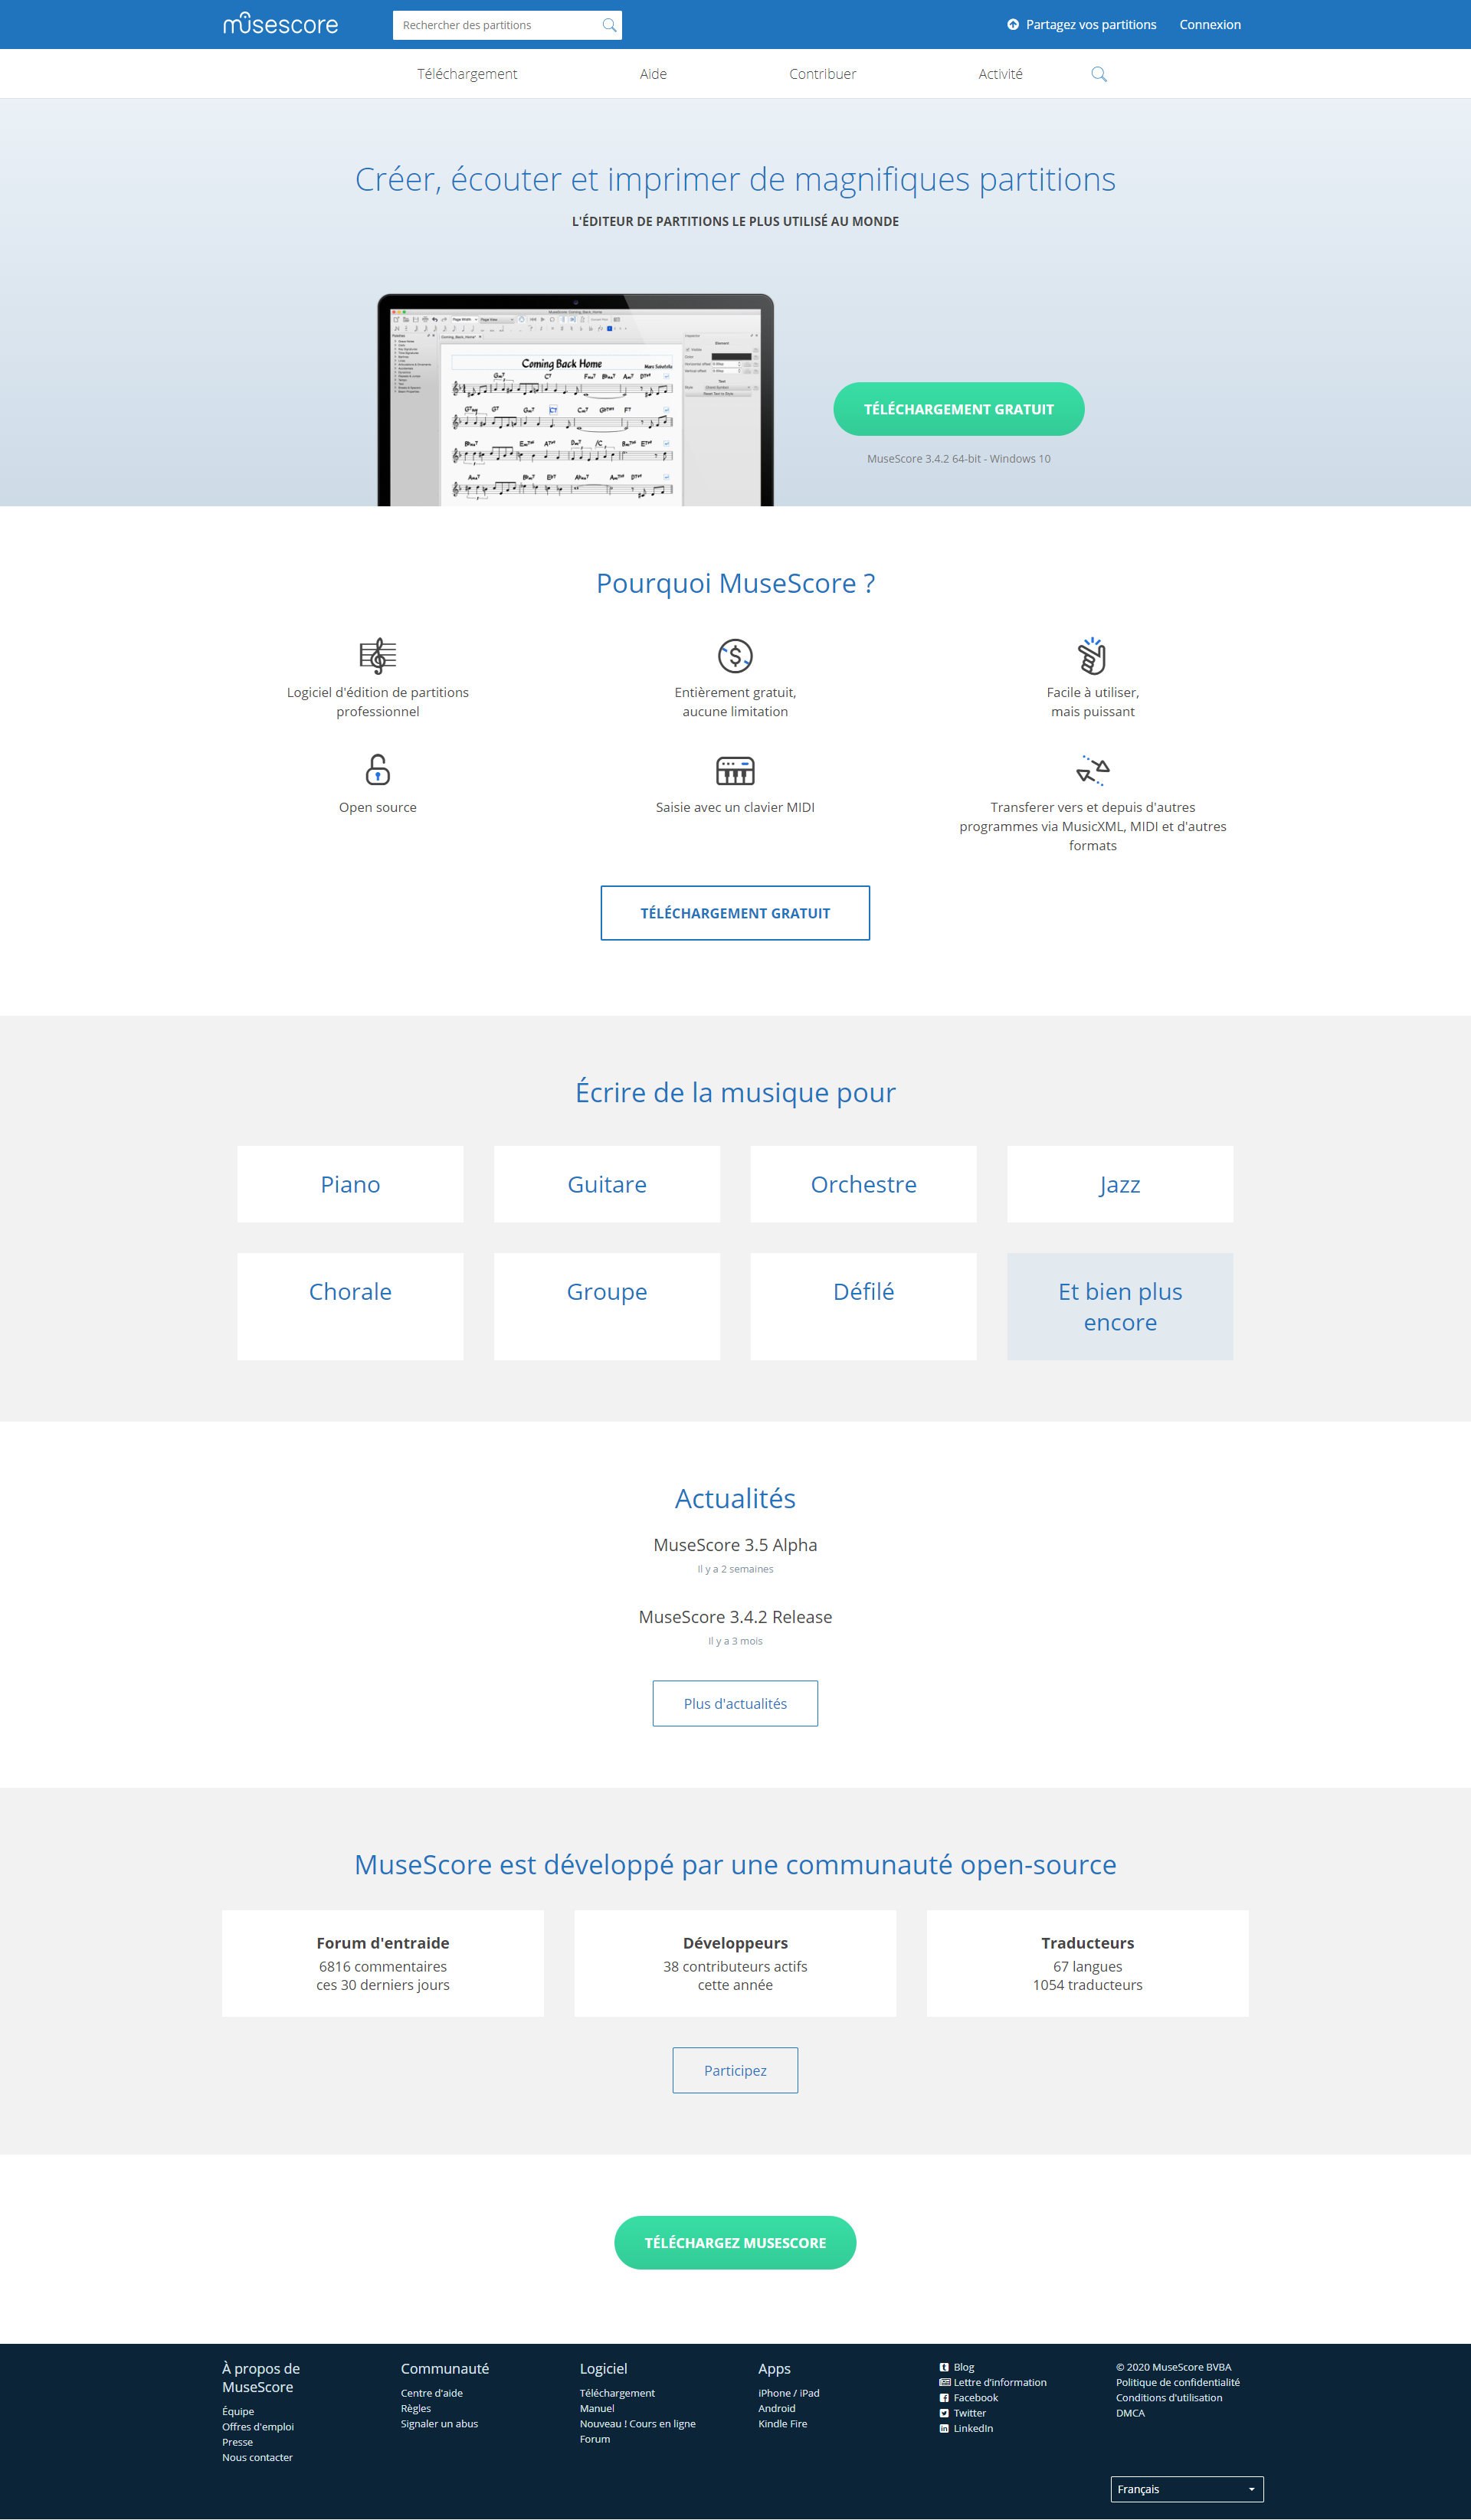 musescore
Rechercher des partitions
Partagez vos partitions
Connexion
Téléchargement
Aide
Contribuer
Activité
Créer, écouter et imprimer de magnifiques partitions
L'ÉDITEUR DE PARTITIONS LE PLUS UTILISÉ AU MONDE
Coming Back Home
TÉLÉCHARGEMENT GRATUIT
MuseScore 3.4.2 64-bit - Windows 10
Pourquoi MuseScore ?
Logiciel d'édition de partitions
professionnel
Entièrement gratuit,
aucune limitation
Facile à utiliser,
mais puissant
Open source
Saisie avec un clavier MIDI
Transferer vers et depuis d'autres
programmes via MusicXML, MIDI et d'autres
formats
TÉLÉCHARGEMENT GRATUIT
Écrire de la musique pour
Piano
Guitare
Orchestre
Jazz
Chorale
Groupe
Défilé
Et bien plus
encore
Actualités
MuseScore 3.5 Alpha
Il y a 2 semaines
MuseScore 3.4.2 Release
Il y a 3 mois
Plus d'actualités
MuseScore est développé par une communauté open-source
Forum d'entraide
6816 commentaires
ces 30 derniers jours
Développeurs
38 contributeurs actifs
cette année
Traducteurs
67 langues
1054 traducteurs
Participez
TÉLÉCHARGEZ MUSESCORE
À propos de
MuseScore
Équipe
Offres d'emploi
Presse
Nous contacter
Communauté
Centre d'aide
Règles
Signaler un abus
Logiciel
Téléchargement
Manuel
Nouveau ! Cours en ligne
Forum
Apps
iPhone / iPad
Android
Kindle Fire
Blog
Lettre d'information
Facebook
Twitter
LinkedIn
© 2020 MuseScore BVBA
Politique de confidentialité
Conditions d'utilisation
DMCA
Français